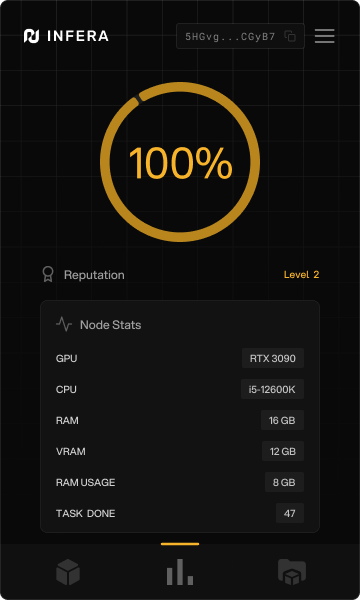 INFERA
5HGvg...CGyB7
100%
Reputation
Level 2
Node Stats
GPU
RTX 3090
CPU
i5-12600K
RAM
16 GB
VRAM
12 GB
RAM USAGE
8 GB
TASK DONE
47